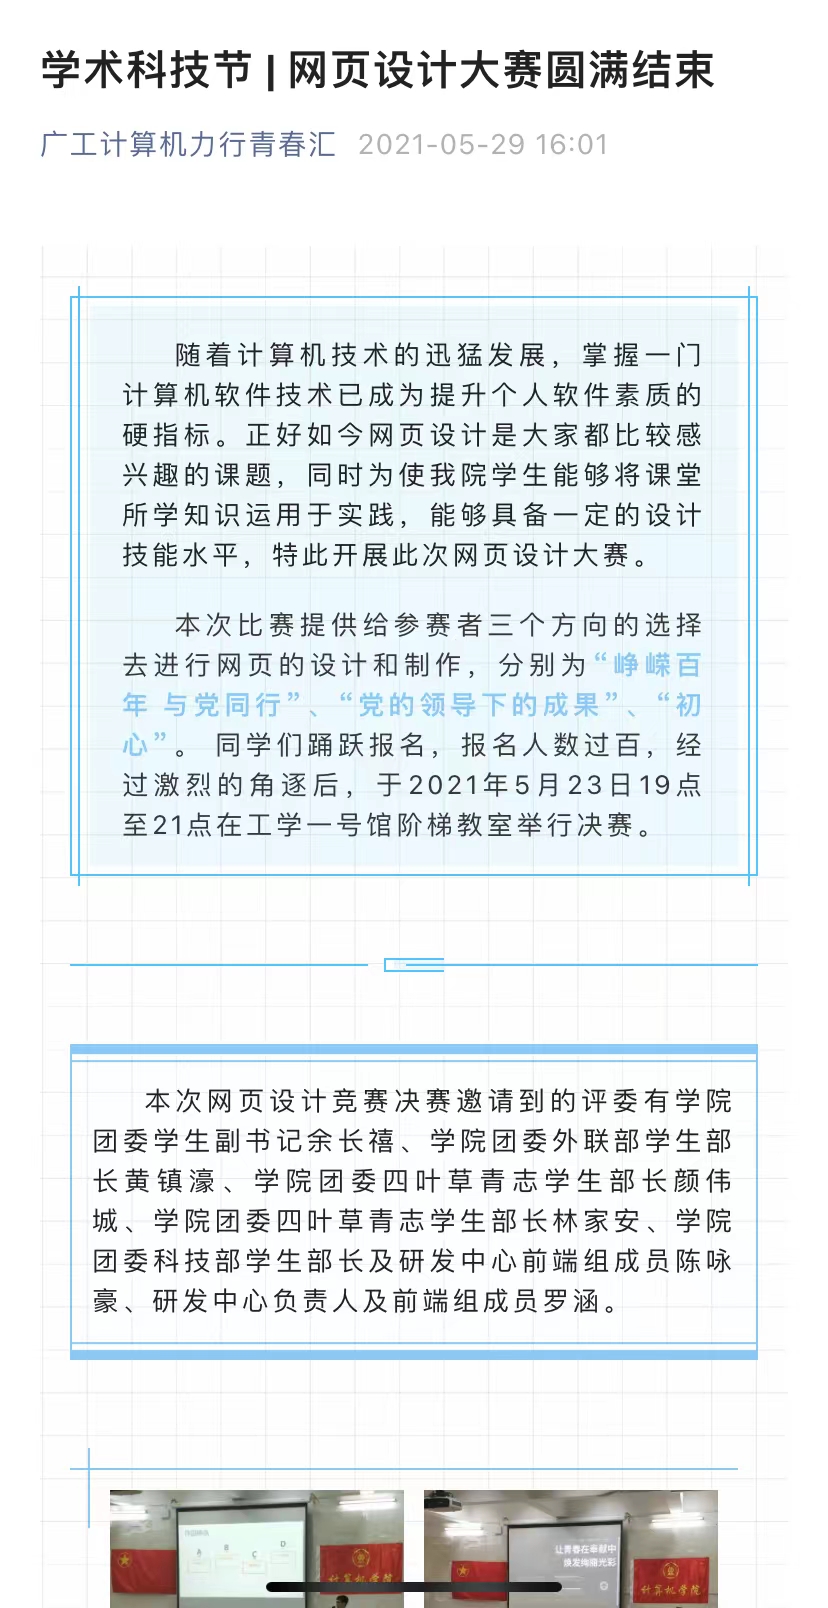 学术科技节 | 网页设计大赛圆满结束
广工计算机力行青春汇 2021-05-29 16:01
随着计算机技术的迅猛发展，掌握一门
计算机软件技术已成为提升个人软件素质的
硬指标。正好如今网页设计是大家都比较感
兴趣的课题，同时为使我院学生能够将课堂
所学知识运用于实践，能够具备一定的设计
技能水平，特此开展此次网页设计大赛。
本次比赛提供给参赛者三个方向的选择
去进行网页的设计和制作，分别为“峥嵘百
年 与党同行”、“党的领导下的成果”、“初
心”。 同学们踊跃报名，报名人数过百，经
过激烈的角逐后，于2021年5月23日19点
至21点在工学一号馆阶梯教室举行决赛。
本次网页设计竞赛决赛邀请到的评委有学院
团委学生副书记余长禧、学院团委外联部学生部
长黄镇濠、学院团委四叶草青志学生部长颜伟
城、学院团委四叶草青志学生部长林家安、学院
团委科技部学生部长及研发中心前端组成员陈咏
豪、研发中心负责人及前端组成员罗涵。
A B C D
计算机学院
让青春在奉献中
焕发绚丽光彩
计算机学院